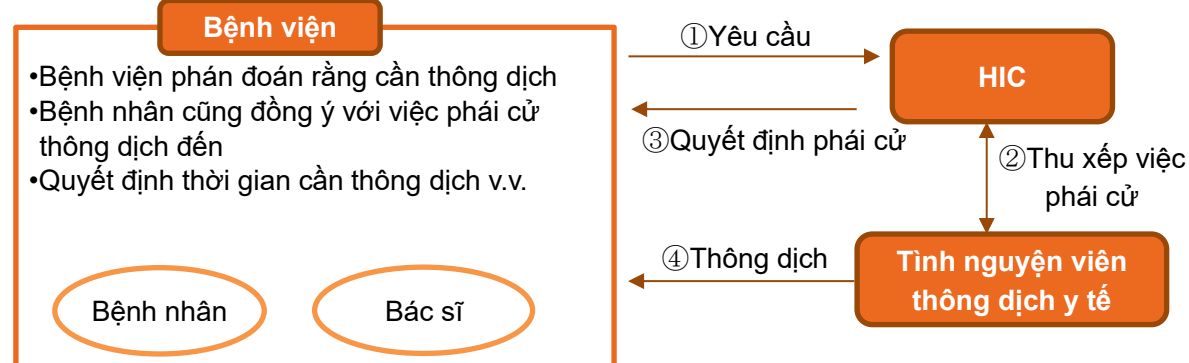 Bệnh viện
•Bệnh viện phán đoán rằng cần thông dịch
•Bệnh nhân cũng đồng ý với việc phái cử
thông dịch đến
•Quyết định thời gian cần thông dịch v.v.
Bệnh nhân
Bác sĩ
①Yêu cầu
HIC
③Quyết định phái cử
②Thu xếp việc
phái cử
④Thông dịch
Tình nguyện viên
thông dịch y tế